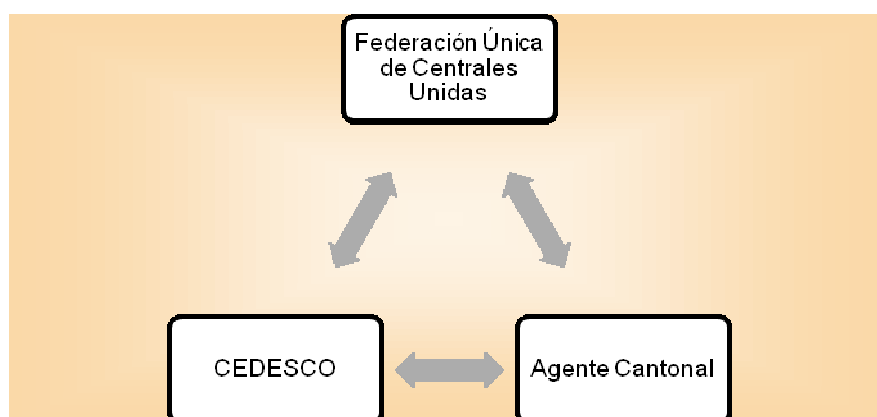 Federación Única
de Centrales
Unidas
CEDESCO
Agente Cantonal